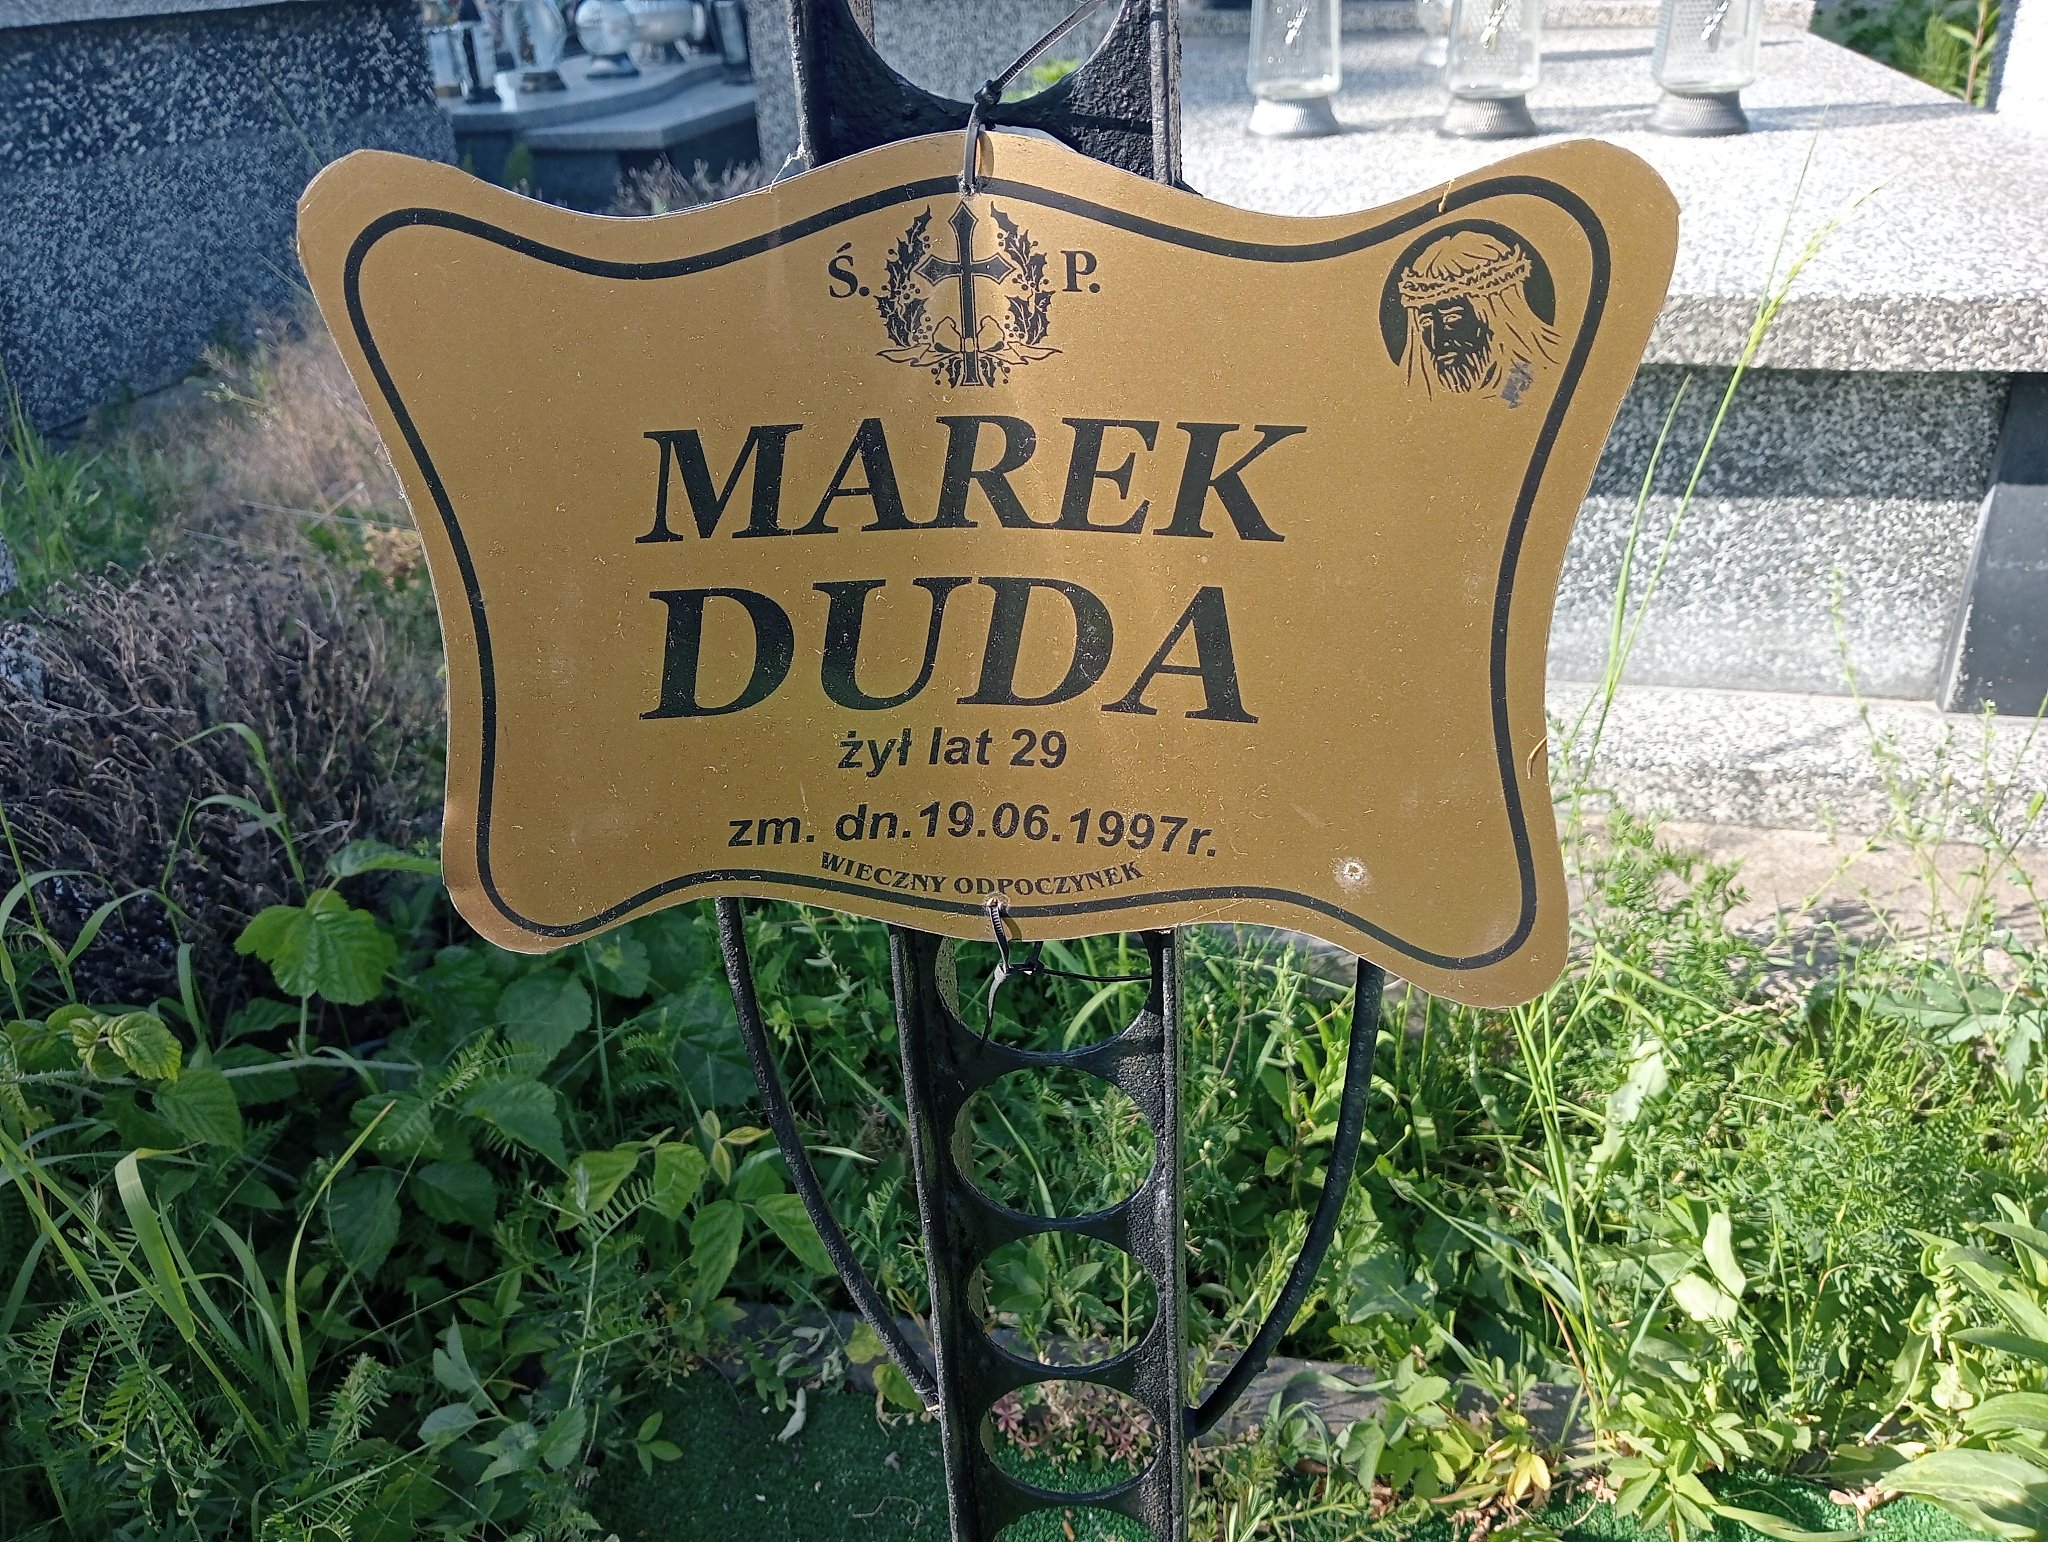 Ś. P.
MAREK
DUDA
żył lat 29
zm. dn.19.06.1997r.
WIECZNY ODPOCZYNEK